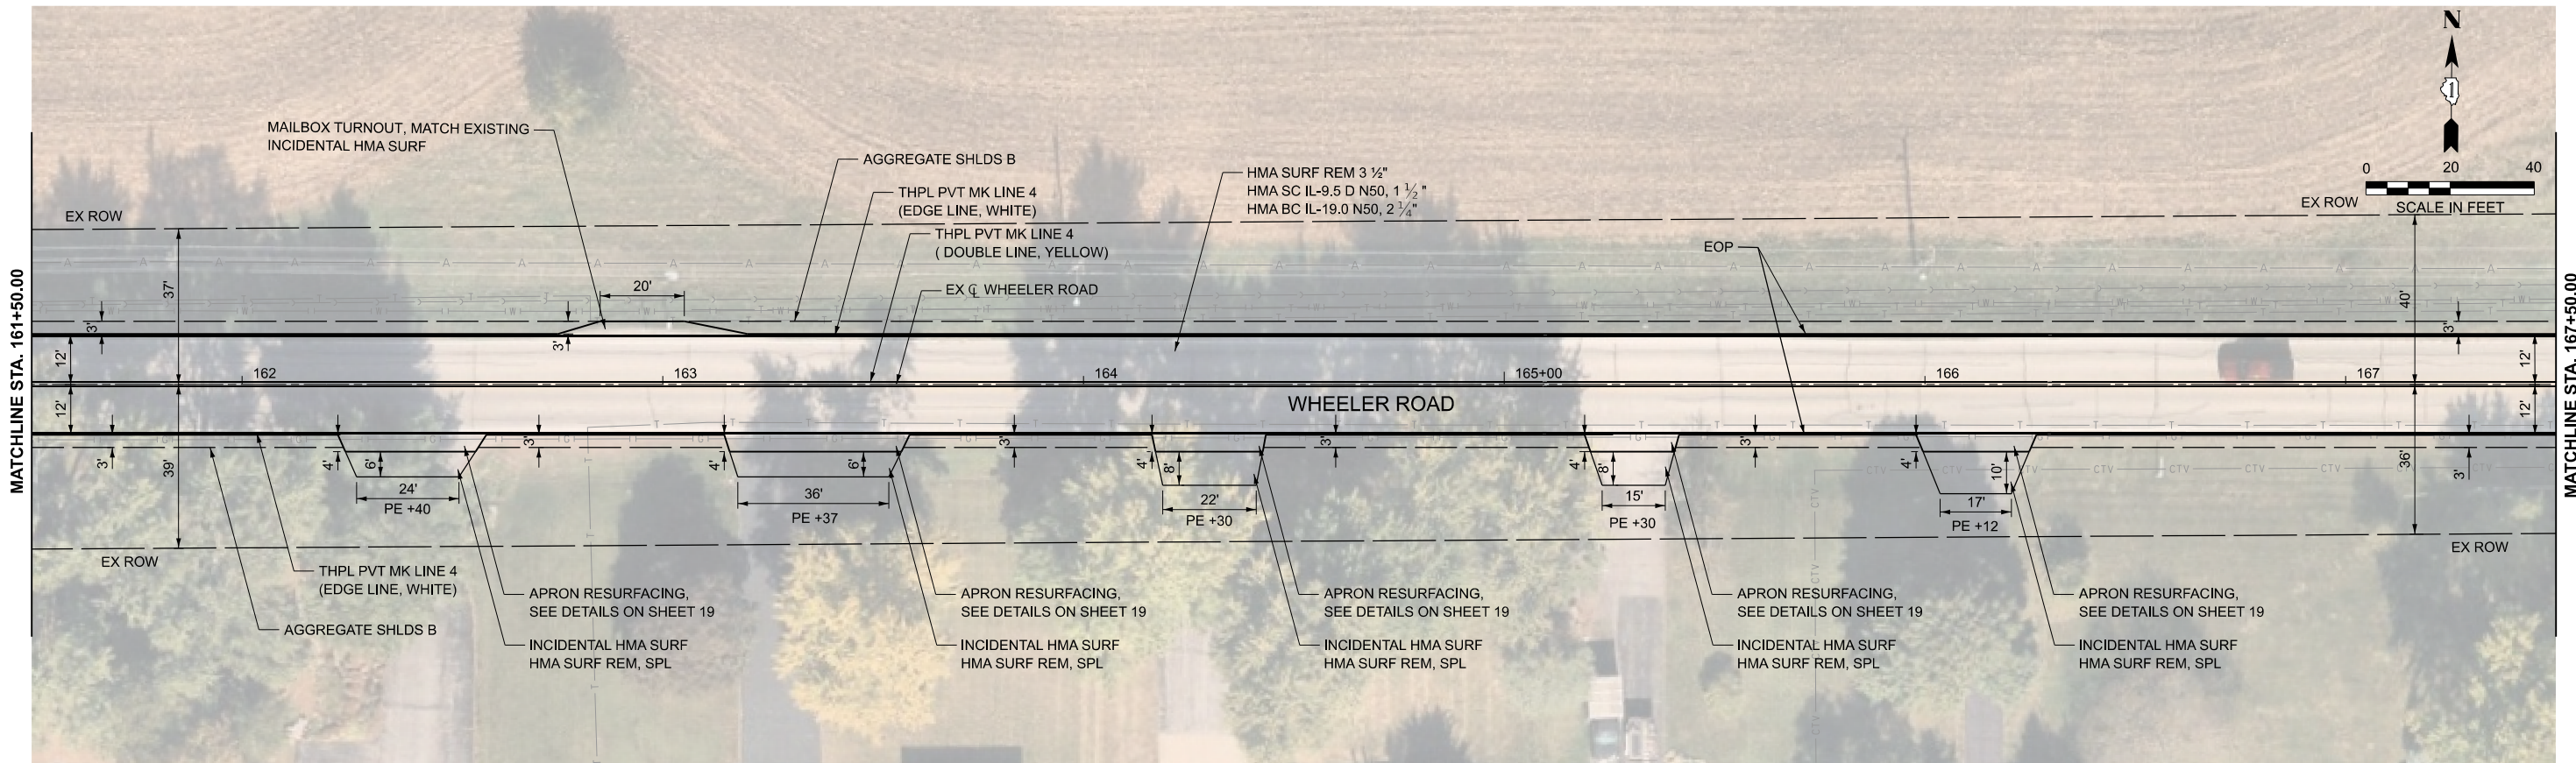 N
1
0 20 40
SCALE IN FEET
MAILBOX TURNOUT, MATCH EXISTING
INCIDENTAL HMA SURF
AGGREGATE SHLDS B
THPL PVT MK LINE 4
(EDGE LINE, WHITE)
THPL PVT MK LINE 4
( DOUBLE LINE, YELLOW)
EX ℄ WHEELER ROAD
HMA SURF REM 3 ½"
HMA SC IL-9.5 D N50, 1 ½"
HMA BC IL-19.0 N50, 2 ¼"
EX ROW
EX ROW
EOP
MATCHLINE STA. 161+50.00
MATCHLINE STA. 167+50.00
37'
20'
40'
3'
3'
3'
12'
12'
162
163
164
165+00
166
167
WHEELER ROAD
12'
12'
3'
39'
4'
6'
24'
PE +40
3'
4'
6'
36'
PE +37
3'
4'
8'
22'
PE +30
3'
4'
8'
15'
PE +30
3'
4'
10'
17'
PE +12
36'
3'
EX ROW
EX ROW
THPL PVT MK LINE 4
(EDGE LINE, WHITE)
AGGREGATE SHLDS B
APRON RESURFACING,
SEE DETAILS ON SHEET 19
INCIDENTAL HMA SURF
HMA SURF REM, SPL
APRON RESURFACING,
SEE DETAILS ON SHEET 19
INCIDENTAL HMA SURF
HMA SURF REM, SPL
APRON RESURFACING,
SEE DETAILS ON SHEET 19
INCIDENTAL HMA SURF
HMA SURF REM, SPL
APRON RESURFACING,
SEE DETAILS ON SHEET 19
INCIDENTAL HMA SURF
HMA SURF REM, SPL
APRON RESURFACING,
SEE DETAILS ON SHEET 19
INCIDENTAL HMA SURF
HMA SURF REM, SPL